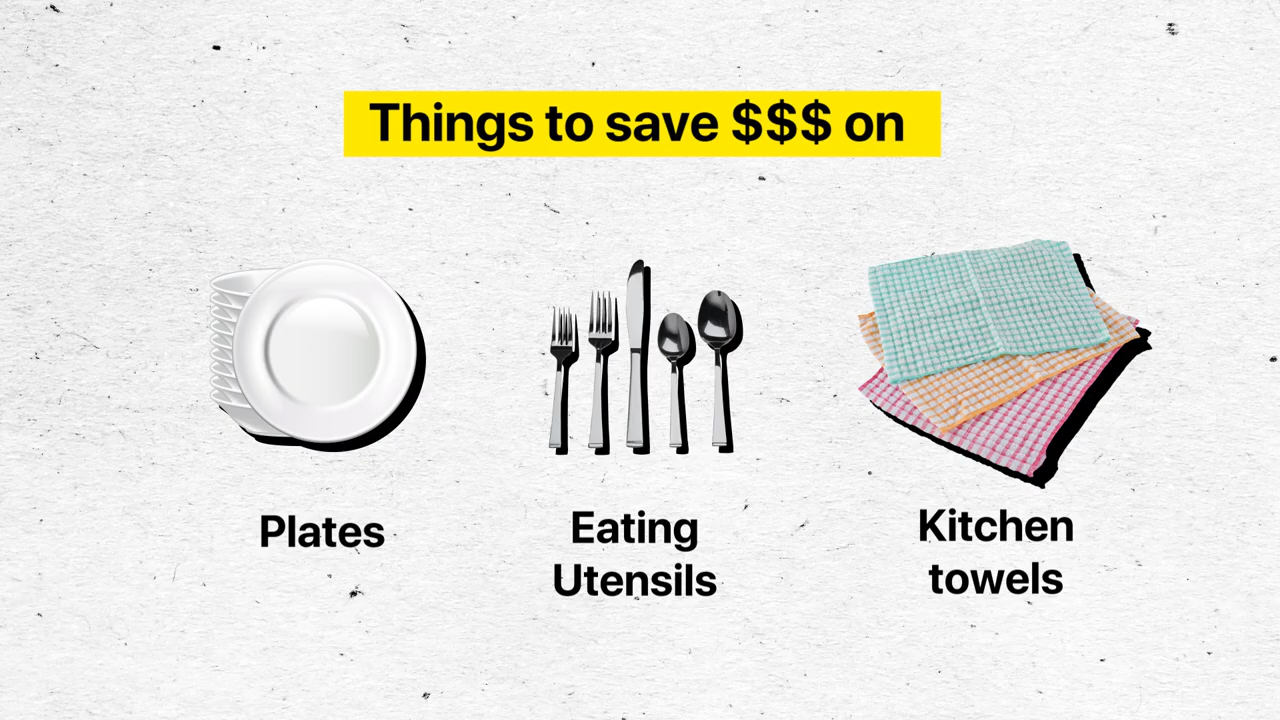 Things to save $$$ on
Plates
Eating
Utensils
Kitchen
towels